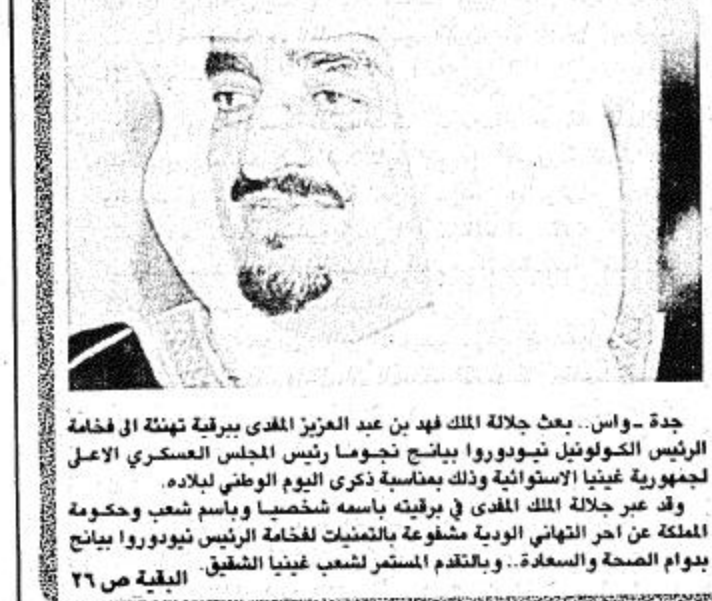 جدة - واس.. بعث جلالة الملك فهد بن عبد العزيز المفدى ببرقية تهنئة الى فخامة
الرئيس الكولونيل نيودوروا بيانج نجوما رئيس المجلس العسكري الاعلى
لجمهورية غينيا الاستوائية وذلك بمناسبة ذكرى اليوم الوطني لبلاده.
وقد عبر جلالة الملك المفدى في برقيته باسمه شخصيا وباسم شعب وحكومة
المملكة عن احر التهاني الودية مشفوعة بالتمنيات لفخامة الرئيس نيودوروا بيانج
بدوام الصحة والسعادة.. وبالتقدم المستمر لشعب غينيا الشقيق.
البقية ص ٢٦